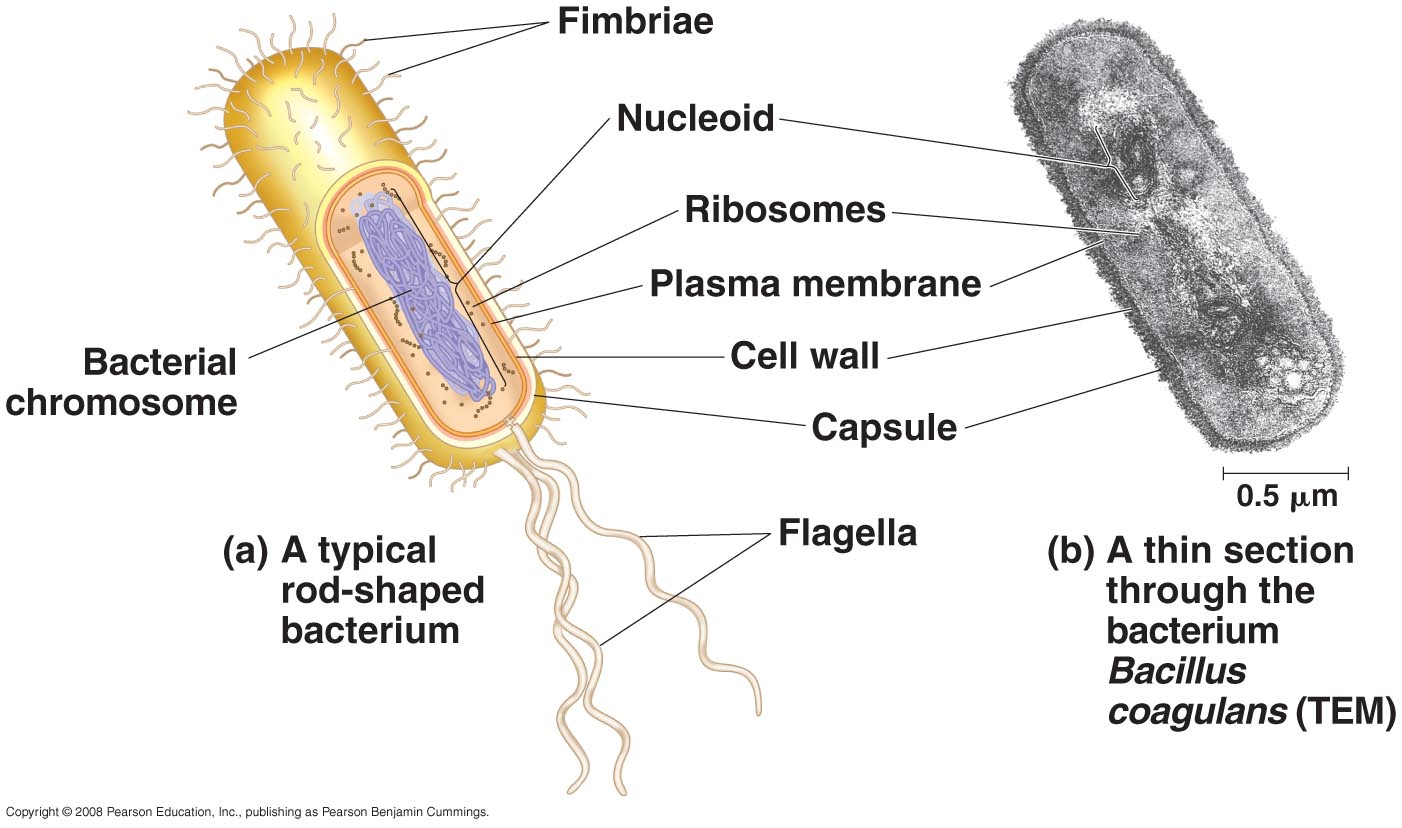 Fimbriae
Nucleoid
Ribosomes
Plasma membrane
Bacterial
chromosome
Cell wall
Capsule
0.5 μm
Flagella
(a) A typical
rod-shaped
bacterium
(b) A thin section
through the
bacterium
Bacillus
coagulans (TEM)
Copyright © 2008 Pearson Education, Inc., publishing as Pearson Benjamin Cummings.